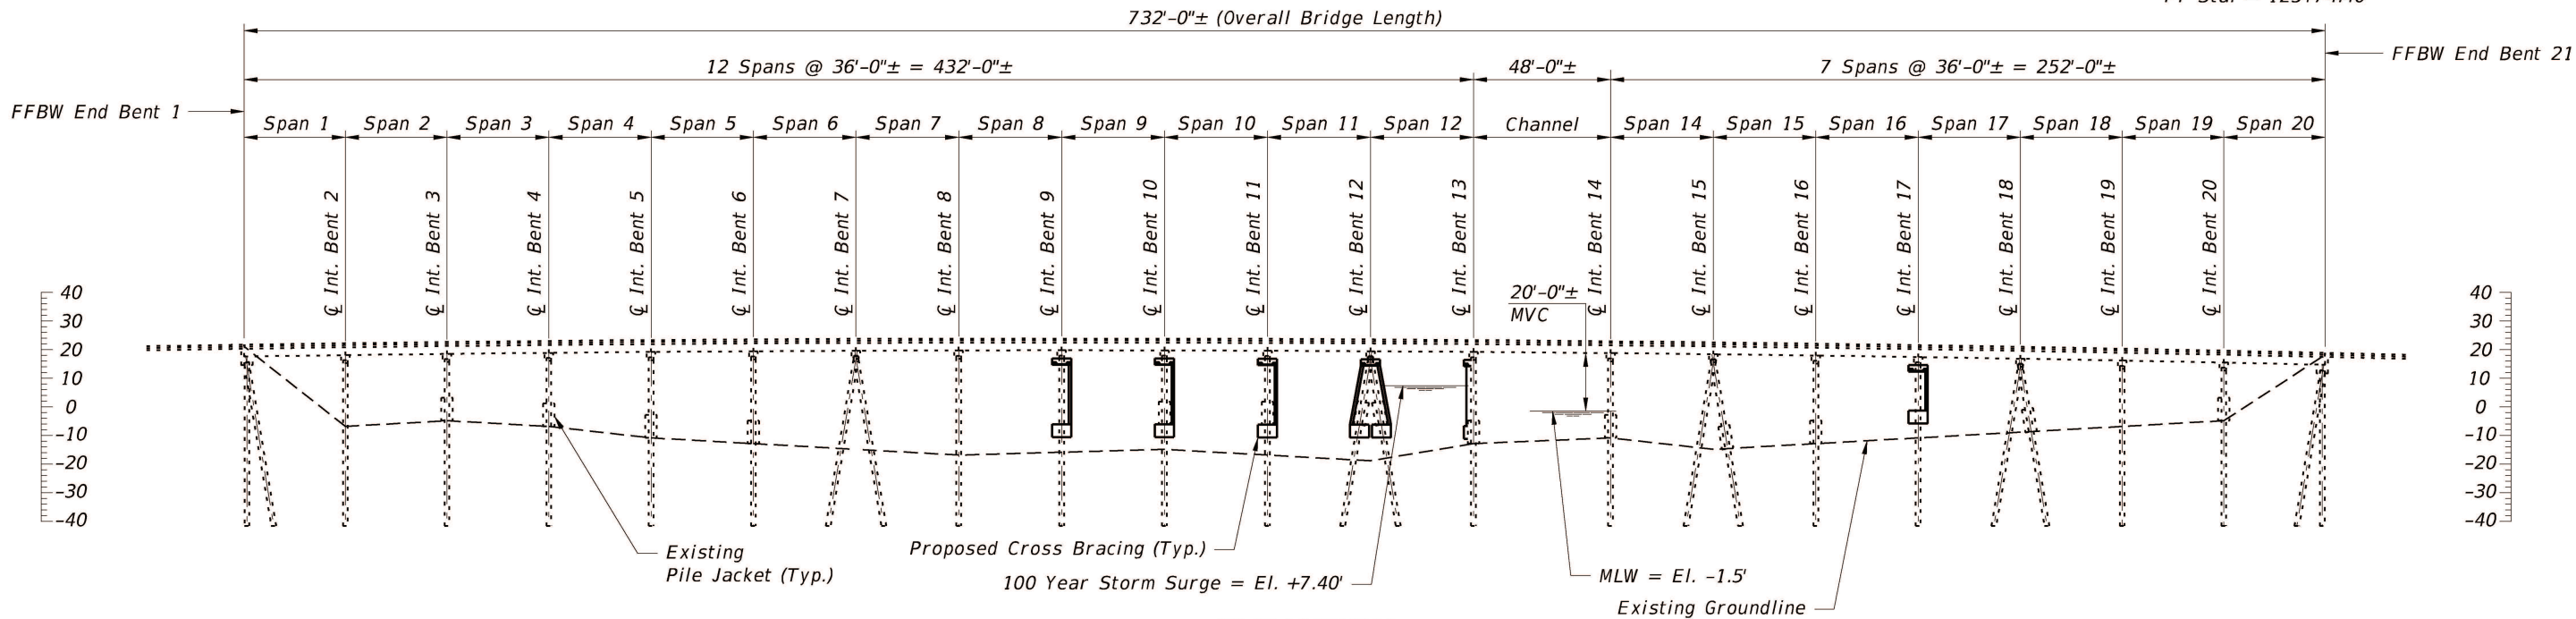 732'-0"± (Overall Bridge Length)
FFBW End Bent 21
12 Spans @ 36'-0"± = 432'-0"±
48'-0"±
7 Spans @ 36'-0"± = 252'-0"±
FFBW End Bent 1
Span 1
Span 2
Span 3
Span 4
Span 5
Span 6
Span 7
Span 8
Span 9
Span 10
Span 11
Span 12
Channel
Span 14
Span 15
Span 16
Span 17
Span 18
Span 19
Span 20
℄ Int. Bent 2
℄ Int. Bent 3
℄ Int. Bent 4
℄ Int. Bent 5
℄ Int. Bent 6
℄ Int. Bent 7
℄ Int. Bent 8
℄ Int. Bent 9
℄ Int. Bent 10
℄ Int. Bent 11
℄ Int. Bent 12
℄ Int. Bent 13
℄ Int. Bent 14
℄ Int. Bent 15
℄ Int. Bent 16
℄ Int. Bent 17
℄ Int. Bent 18
℄ Int. Bent 19
℄ Int. Bent 20
20'-0"±
MVC
40
30
20
10
0
-10
-20
-30
-40
40
30
20
10
0
-10
-20
-30
-40
Existing
Pile Jacket (Typ.)
Proposed Cross Bracing (Typ.)
100 Year Storm Surge = El. +7.40'
MLW = El. -1.5'
Existing Groundline